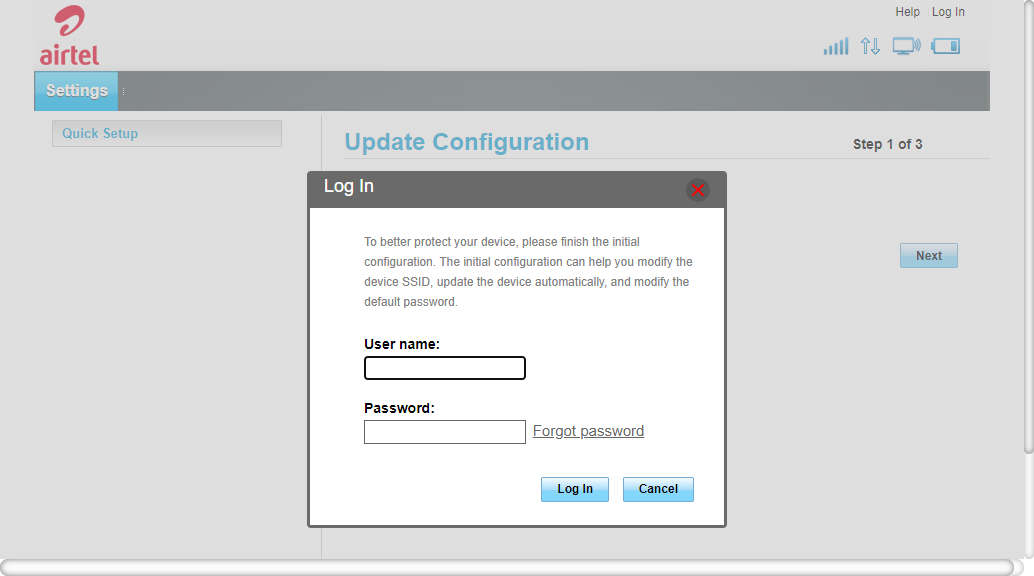 airtel
Help Log In
Settings
Quick Setup
Update Configuration
Step 1 of 3
Log In
To better protect your device, please finish the initial
configuration. The initial configuration can help you modify the
device SSID, update the device automatically, and modify the
default password.
Next
User name:
Password:
Forgot password
Log In
Cancel